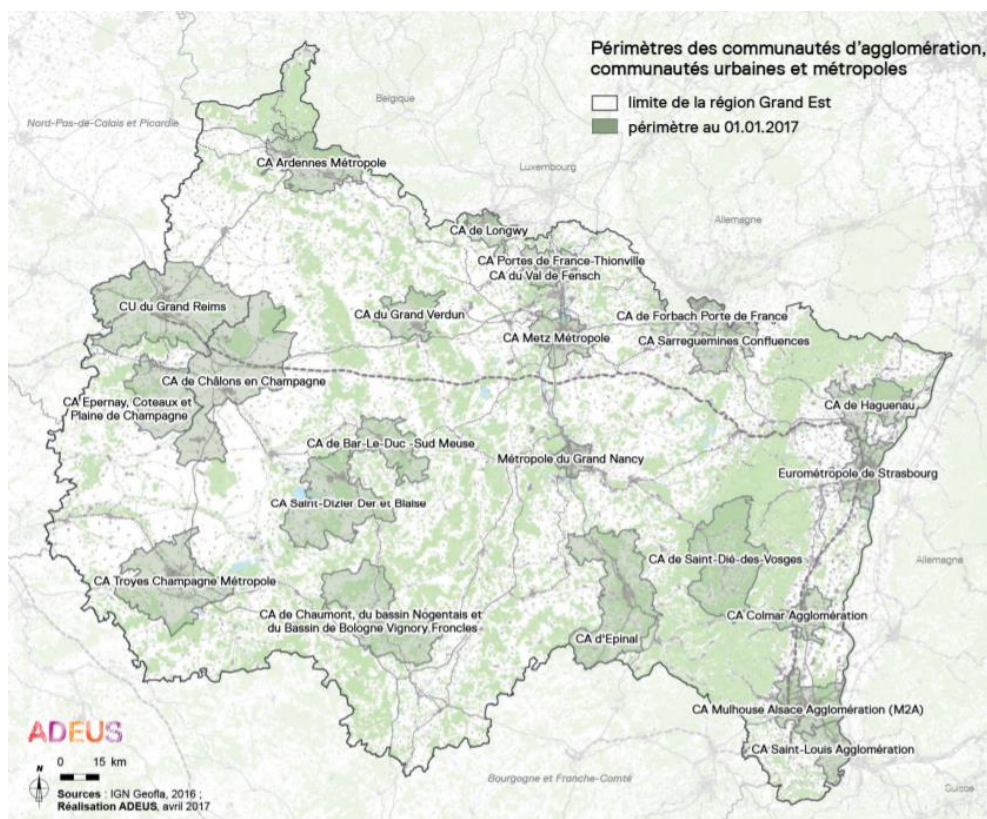 Périmètres des communautés d'agglomération,
communautés urbaines et métropoles
limite de la région Grand Est
périmètre au 01.01.2017
Belgique
Nord-Pas-de-Calais et Picardie
CA Ardennes Métropole
Luxembourg
Allemagne
CA de Longwy
CA Portes de France-Thionville
CA du Val de Fensch
CU du Grand Reims
CA du Grand Verdun
CA de Forbach Porte de France
CA Metz Métropole
CA Sarreguemines Confluences
CA de Châlons en Champagne
CA Epernay, Coteaux et
Plaine de Champagne
CA de Haguenau
CA de Bar-Le-Duc -Sud Meuse
Métropole du Grand Nancy
Eurométropole de Strasbourg
CA Saint-Dizier Der et Blaise
CA de Saint-Dié-des-Vosges
Allemagne
CA Troyes Champagne Métropole
CA de Chaumont, du bassin Nogentais et
du Bassin de Bologne Vignory Froncles
CA Colmar Agglomération
CA d'Epinal
CA Mulhouse Alsace Agglomération (M2A)
ADEUS
CA Saint-Louis Agglomération
N
0 15 km
Bourgogne et Franche-Comté
Suisse
Sources : IGN Geofla, 2016 ;
Réalisation ADEUS, avril 2017